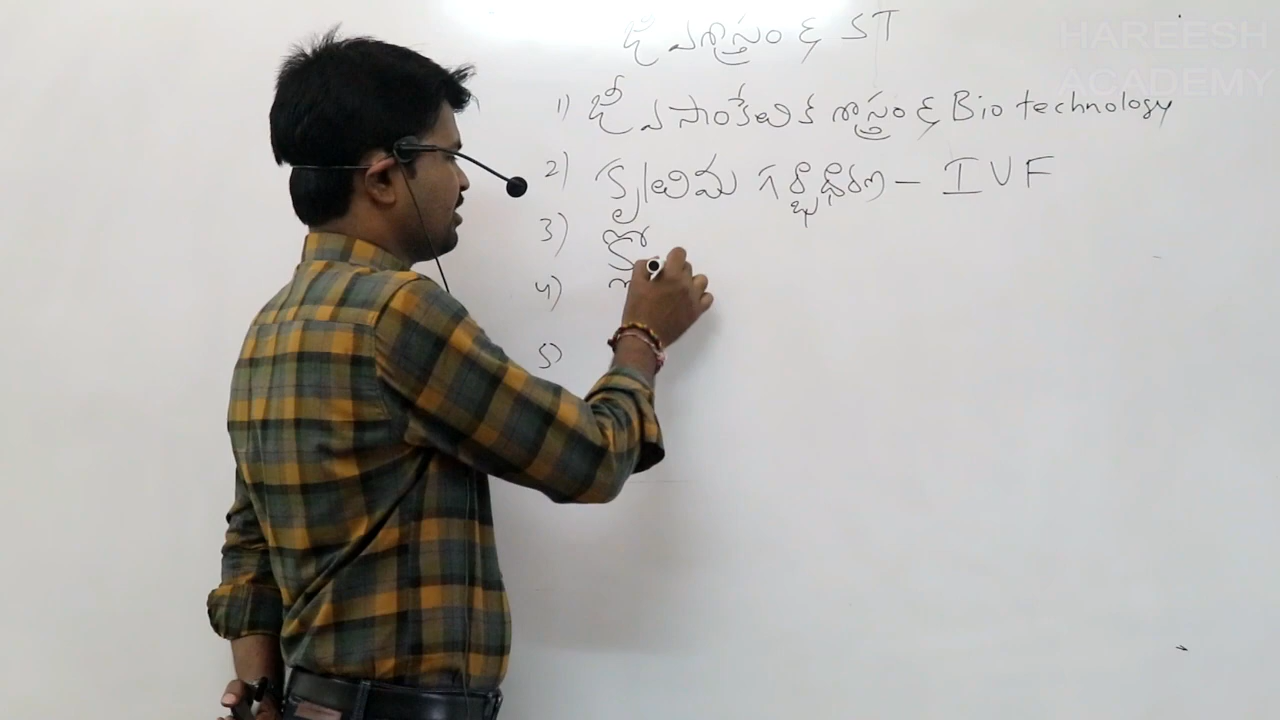 జీవశాస్త్రం & ST
HAREESH
ACADEMY
1) జీవ సాంకేతిక శాస్త్రం & Bio technology
2) కృత్రిమ గర్భధారణ – IVF
3) క్లో
4)
5)